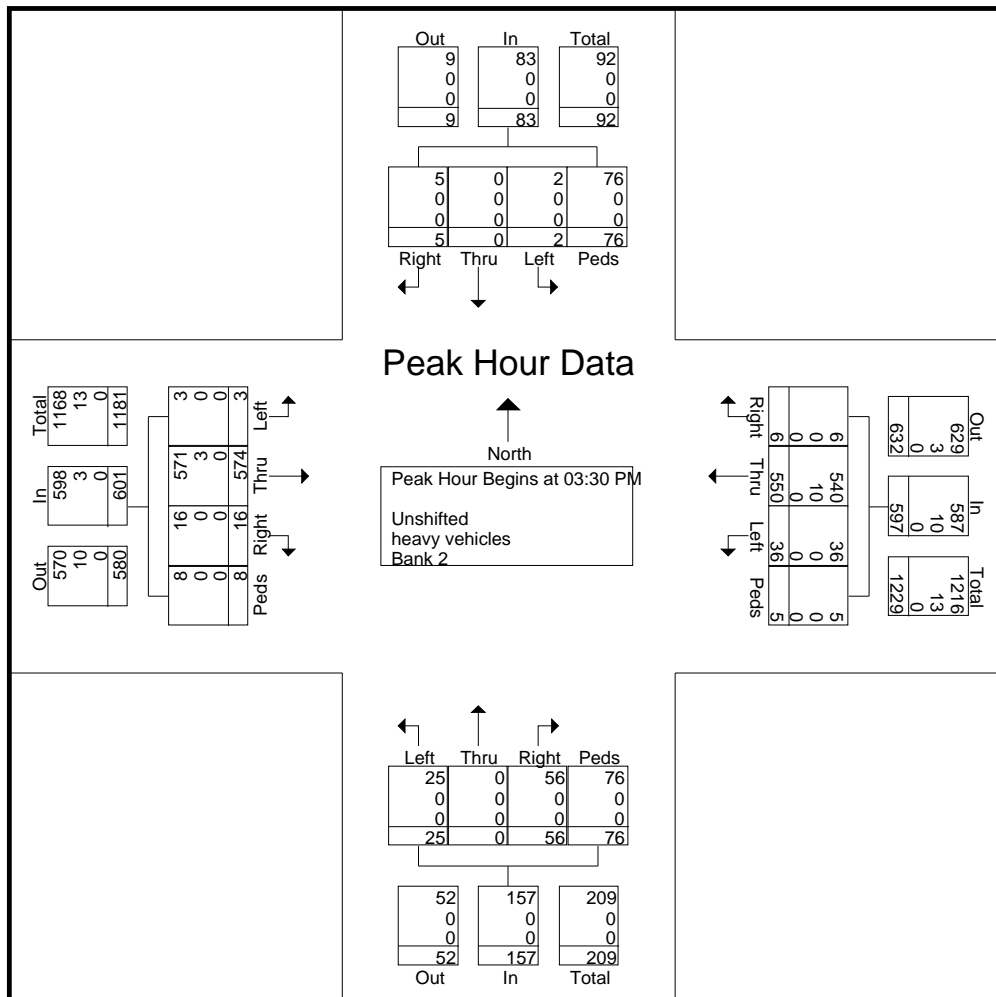 Out In Total
9 83 92
0 0 0
0 0 0
9 83 92
5 0 2 76
0 0 0 0
0 0 0 0
5 0 2 76
Right Thru Left Peds
Peak Hour Data
North
Peak Hour Begins at 03:30 PM
Unshifted
heavy vehicles
Bank 2
Total
1168
13
0
1181
In
598
3
0
601
Out
570
10
0
580
3
0
0
3
Left
571
3
0
574
Thru
16
0
0
16
Right
8
0
0
8
Peds
Right
6
0
0
6
Thru
540
10
0
550
Left
36
0
0
36
Peds
5
0
0
5
Out
629
3
0
632
In
587
10
0
597
Total
1216
13
0
1229
Left Thru Right Peds
25 0 56 76
0 0 0 0
0 0 0 0
25 0 56 76
52 157 209
0 0 0
0 0 0
52 157 209
Out In Total